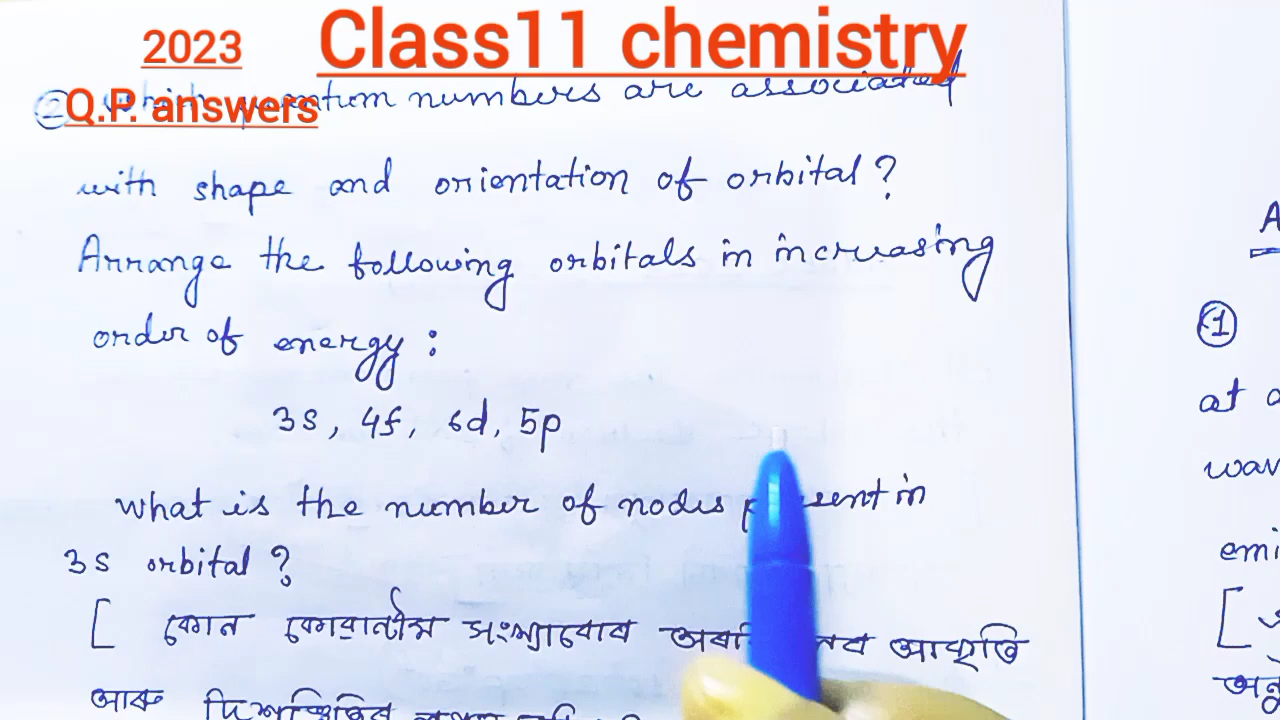 2023 Class11 chemistry
Q.P. answers
② which quantum numbers are associated
with shape and orientation of orbital?
Arrange the following orbitals in increasing
order of energy :
3s, 4f, 6d, 5p
what is the number of nodes present in
3s orbital ?
[ কোন কোৱান্টাম সংখ্যাবোৰ আকৃতি
আৰু
①
at
emi
[